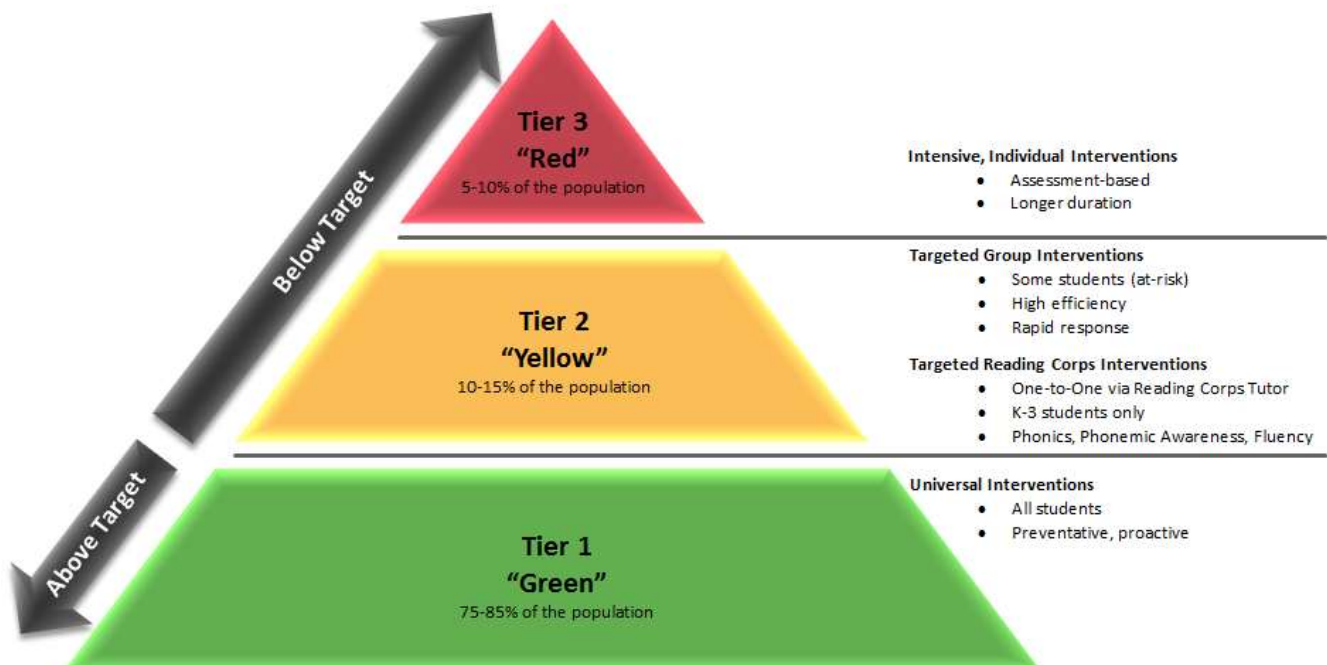 Below Target
Above Target
Tier 3
“Red”
5-10% of the population
Intensive, Individual Interventions
• Assessment-based
• Longer duration
Tier 2
“Yellow”
10-15% of the population
Targeted Group Interventions
• Some students (at-risk)
• High efficiency
• Rapid response
Targeted Reading Corps Interventions
• One-to-One via Reading Corps Tutor
• K-3 students only
• Phonics, Phonemic Awareness, Fluency
Tier 1
“Green”
75-85% of the population
Universal Interventions
• All students
• Preventative, proactive